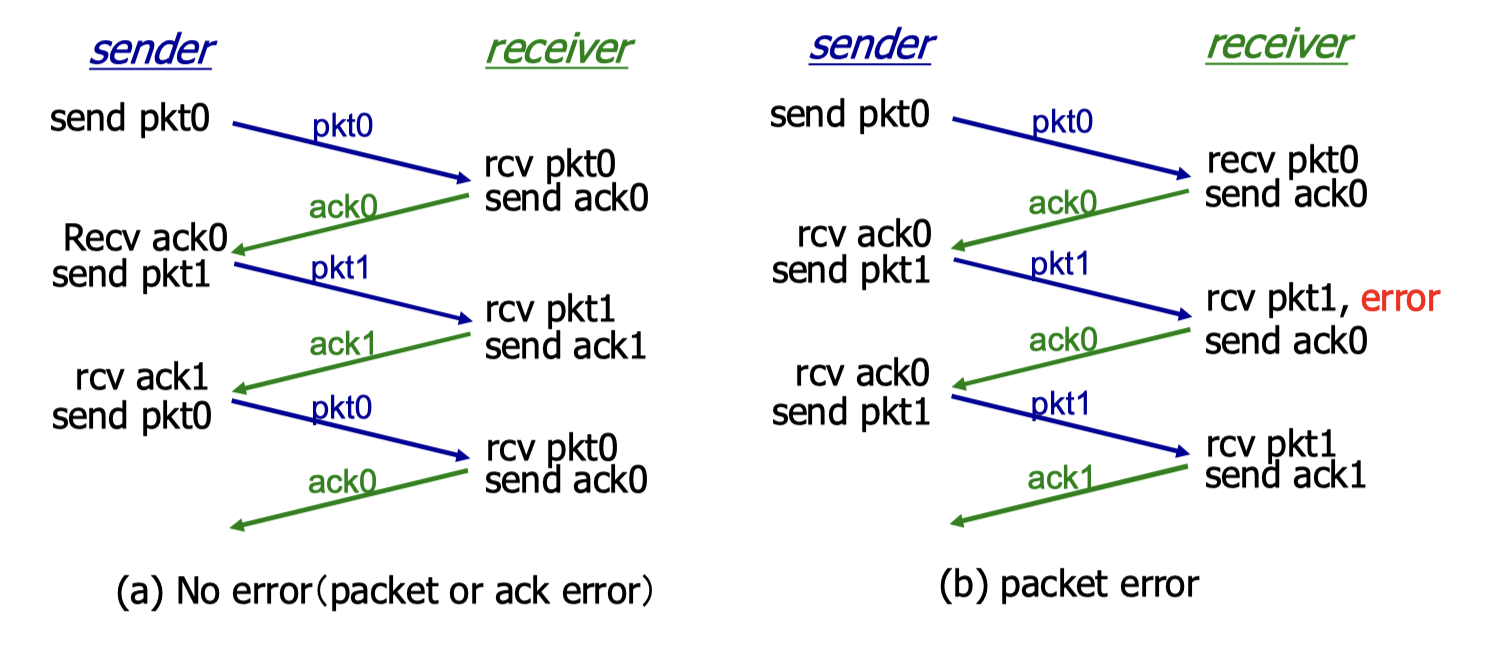 sender
receiver
send pkt0
pkt0
rcv pkt0
send ack0
ack0
Recv ack0
send pkt1
pkt1
rcv pkt1
send ack1
ack1
rcv ack1
send pkt0
pkt0
rcv pkt0
send ack0
ack0
(a) No error(packet or ack error)
sender
receiver
send pkt0
pkt0
recv pkt0
send ack0
ack0
rcv ack0
send pkt1
pkt1
rcv pkt1, error
send ack0
ack0
rcv ack0
send pkt1
pkt1
rcv pkt1
send ack1
ack1
(b) packet error